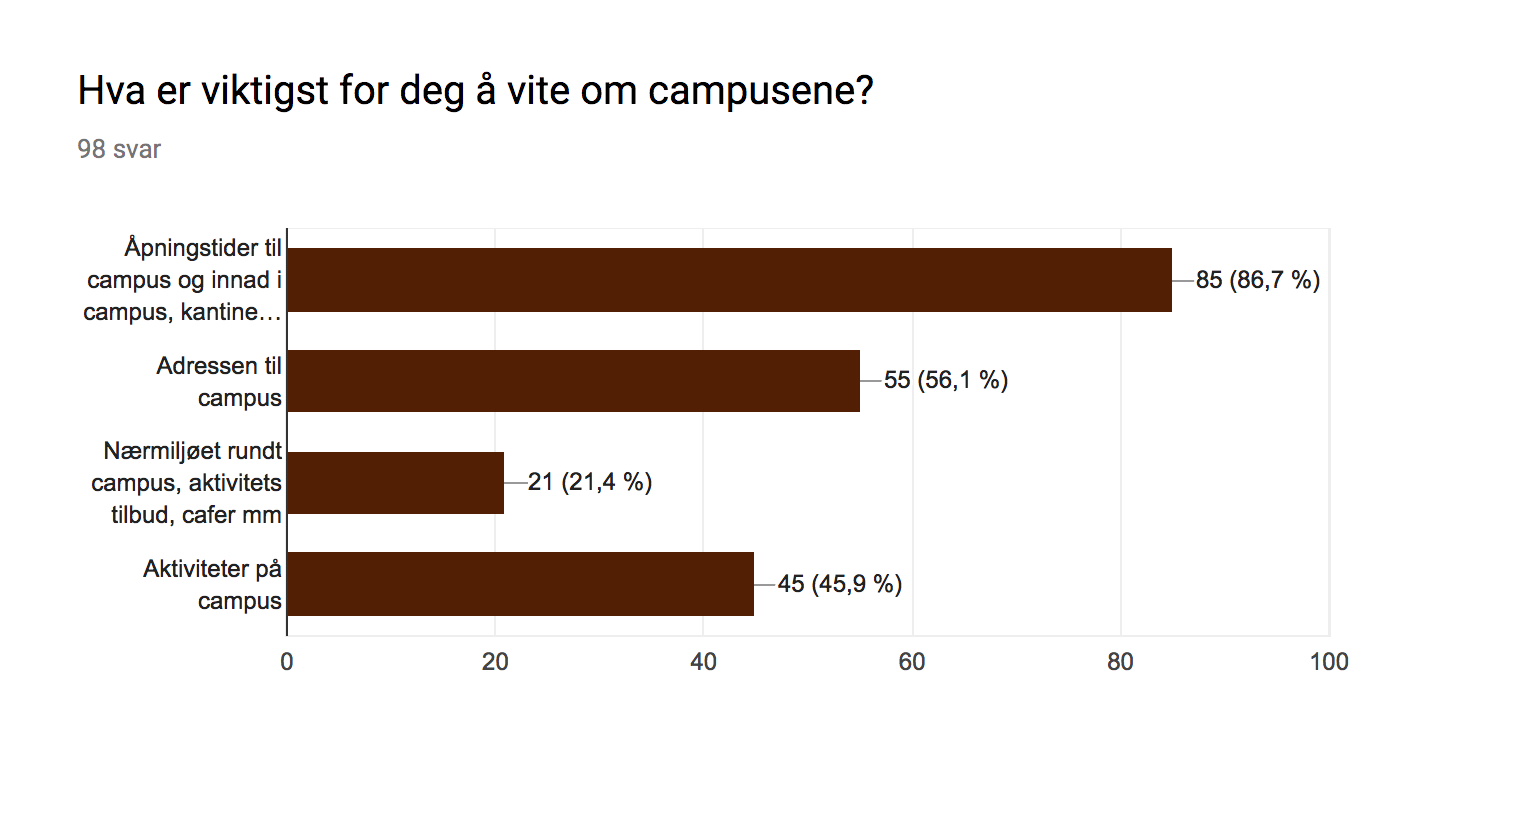 Hva er viktigst for deg å vite om campusene?
98 svar
Åpningstider til
campus og innad i
campus, kantine…
85 (86,7 %)
Adressen til
campus
55 (56,1 %)
Nærmiljøet rundt
campus, aktivitets
tilbud, cafer mm
21 (21,4 %)
Aktiviteter på
campus
45 (45,9 %)
0 20 40 60 80 100